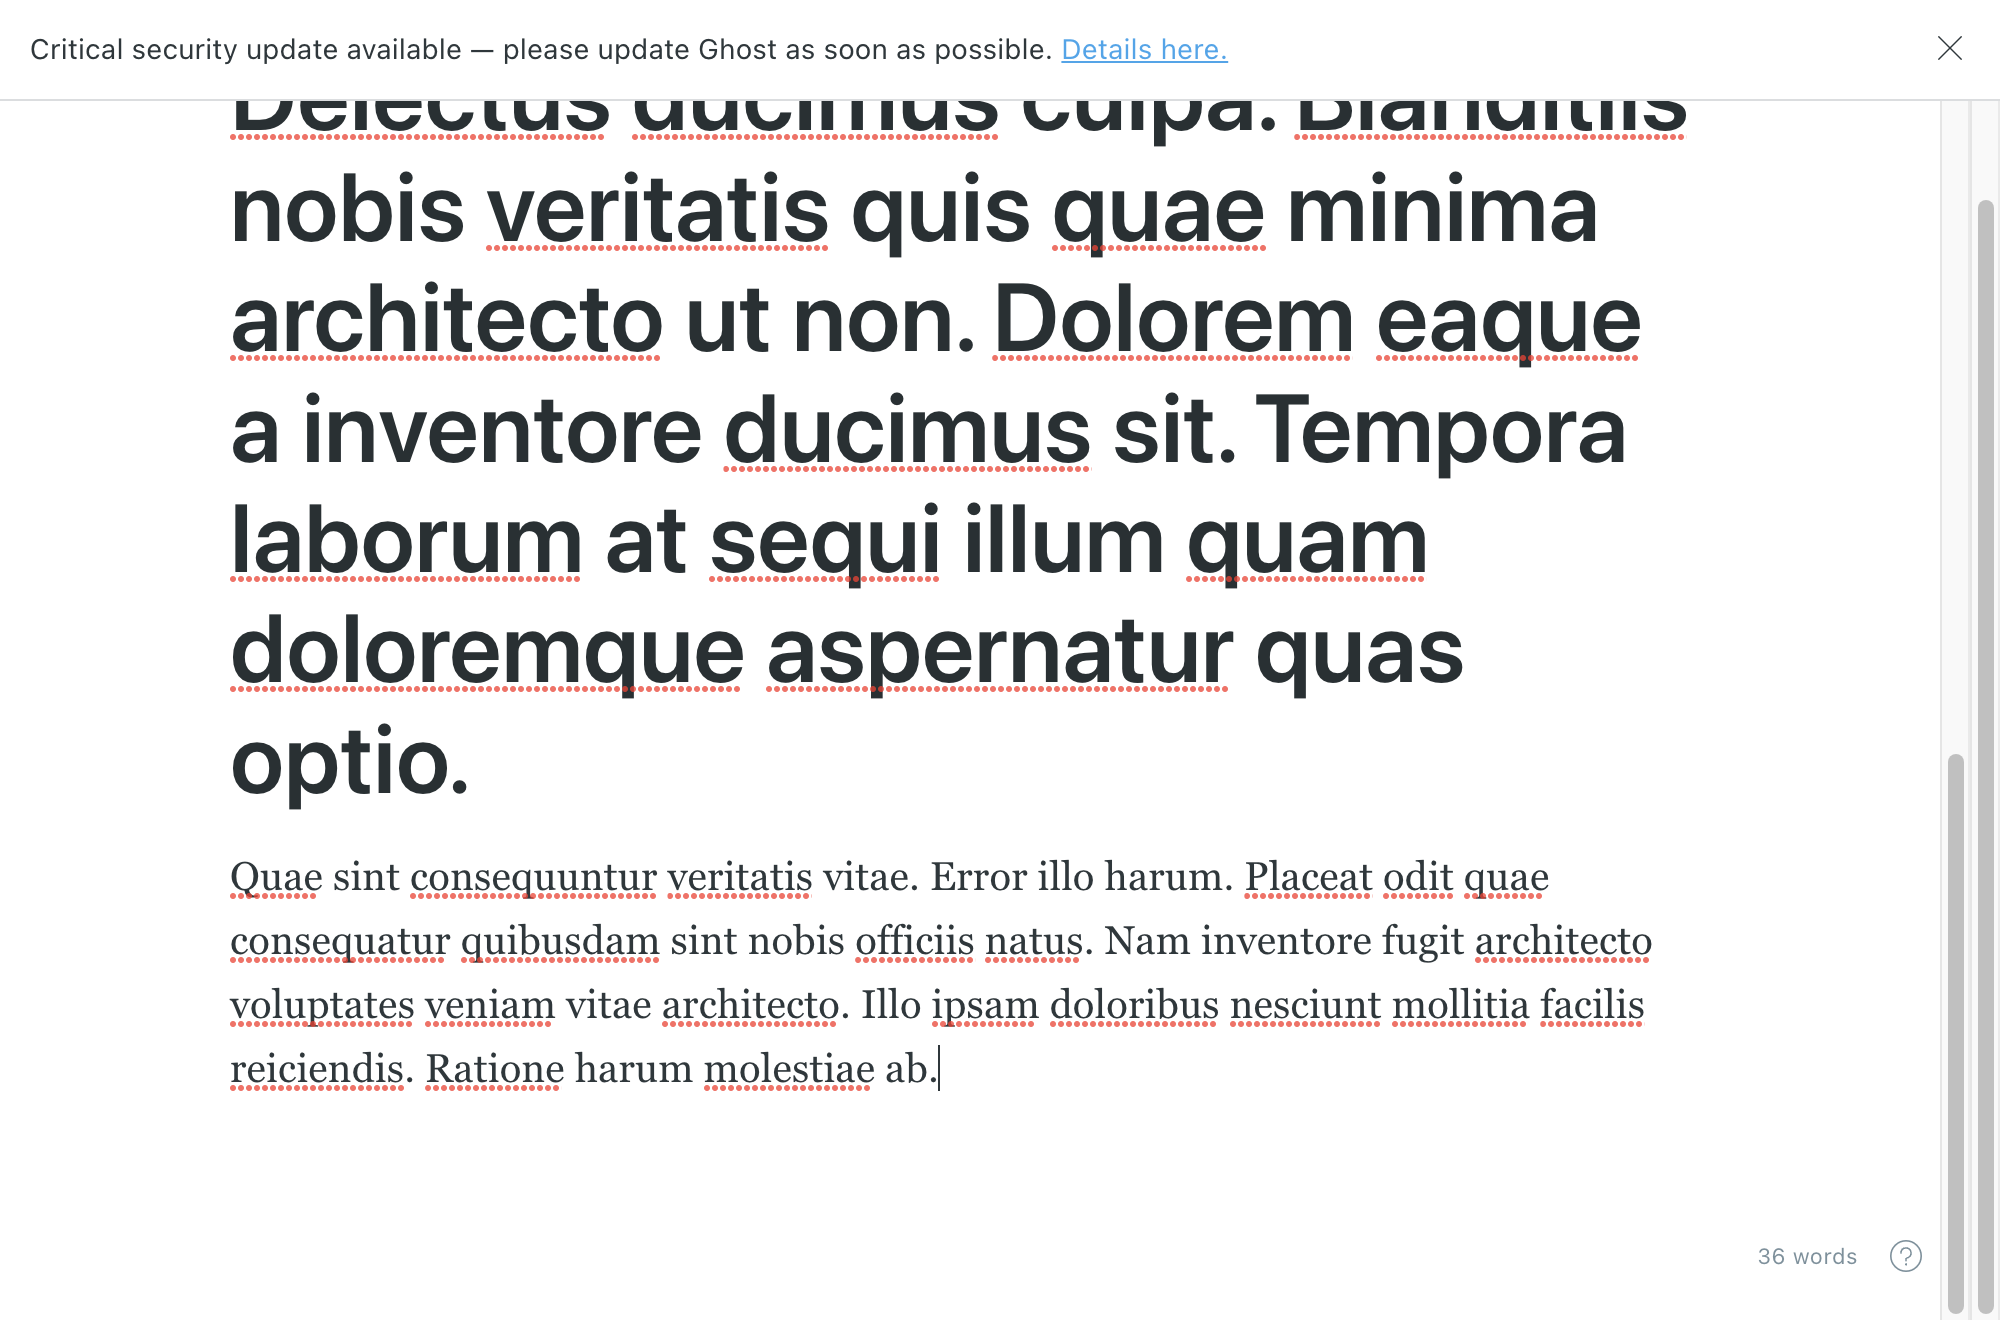 Critical security update available — please update Ghost as soon as possible. Details here.
Delectus ducimus culpa. Blanditiis
nobis veritatis quis quae minima
architecto ut non. Dolorem eaque
a inventore ducimus sit. Tempora
laborum at sequi illum quam
doloremque aspernatur quas
optio.
Quae sint consequuntur veritatis vitae. Error illo harum. Placeat odit quae
consequatur quibusdam sint nobis officiis natus. Nam inventore fugit architecto
voluptates veniam vitae architecto. Illo ipsam doloribus nesciunt mollitia facilis
reiciendis. Ratione harum molestiae ab.
36 words
?